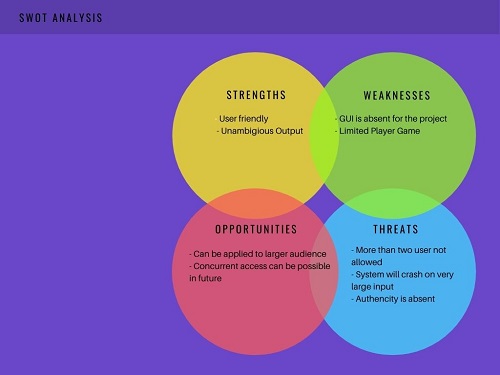 SWOT ANALYSIS
STRENGTHS
User friendly
- Unambigious Output
WEAKNESSES
- GUI is absent for the project
- Limited Player Game
OPPORTUNITIES
- Can be applied to larger audience
- Concurrent access can be possible
in future
THREATS
- More than two user not
allowed
- System will crash on very
large input
- Authencity is absent